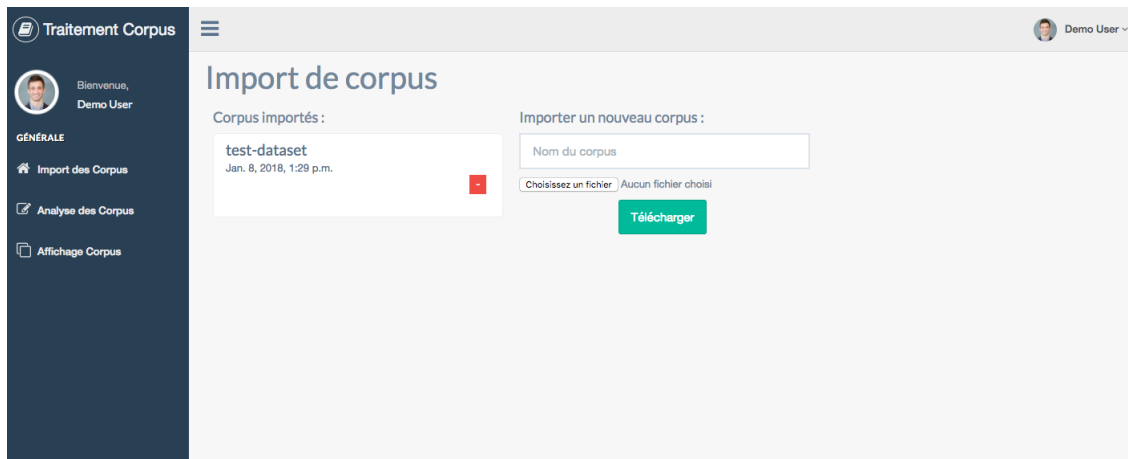 Traitement Corpus
Demo User
Bienvenue,
Demo User
GÉNÉRALE
Import des Corpus
Analyse des Corpus
Affichage Corpus
Import de corpus
Corpus importés :
test-dataset
Jan. 8, 2018, 1:29 p.m.
-
Importer un nouveau corpus :
Nom du corpus
Choisissez un fichier Aucun fichier choisi
Télécharger